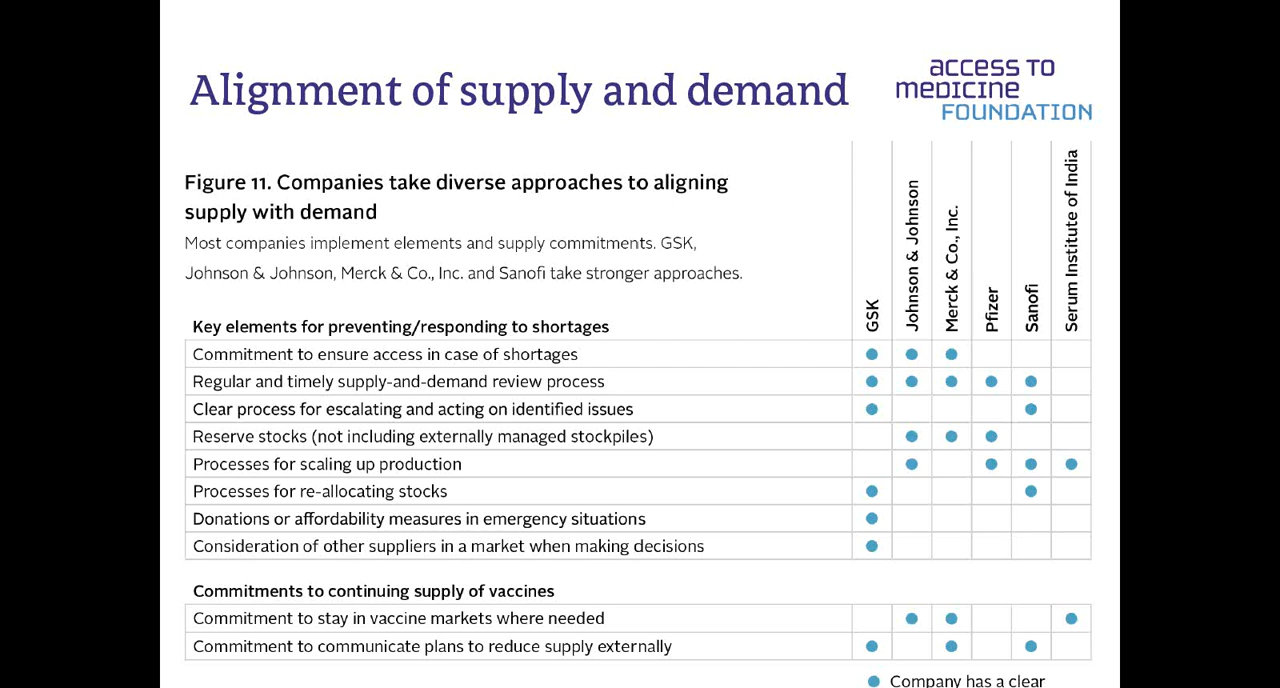 Alignment of supply and demand
access to
medicine
FOUNDATION
Figure 11. Companies take diverse approaches to aligning
supply with demand
Most companies implement elements and supply commitments. GSK,
Johnson & Johnson, Merck & Co., Inc. and Sanofi take stronger approaches.
GSK
Johnson & Johnson
Merck & Co., Inc.
Pfizer
Sanofi
Serum Institute of India
Key elements for preventing/responding to shortages
Commitment to ensure access in case of shortages
Regular and timely supply-and-demand review process
Clear process for escalating and acting on identified issues
Reserve stocks (not including externally managed stockpiles)
Processes for scaling up production
Processes for re-allocating stocks
Donations or affordability measures in emergency situations
Consideration of other suppliers in a market when making decisions
Commitments to continuing supply of vaccines
Commitment to stay in vaccine markets where needed
Commitment to communicate plans to reduce supply externally
Company has a clear